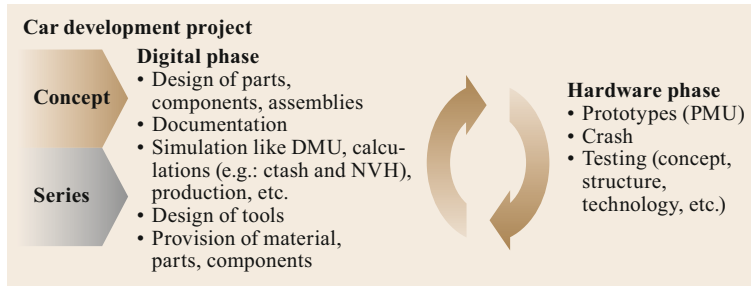 Car development project
Concept
Series
Digital phase
• Design of parts,
components, assemblies
• Documentation
• Simulation like DMU, calcu-
lations (e.g.: ctash and NVH),
production, etc.
• Design of tools
• Provision of material,
parts, components
Hardware phase
• Prototypes (PMU)
• Crash
• Testing (concept,
structure,
technology, etc.)